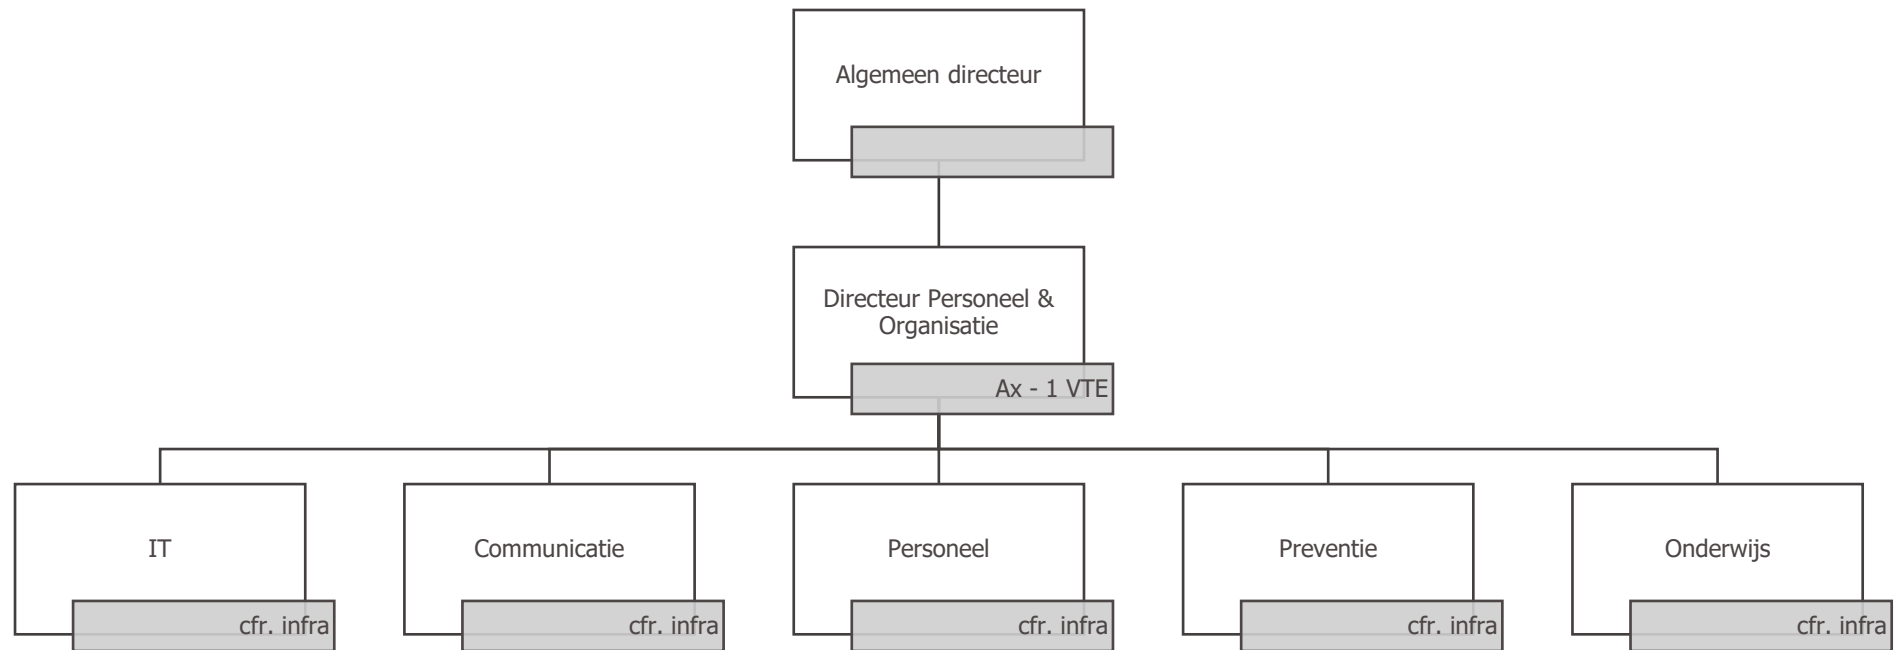 Algemeen directeur
Directeur Personeel &
Organisatie
Ax - 1 VTE
IT
cfr. infra
Communicatie
cfr. infra
Personeel
cfr. infra
Preventie
cfr. infra
Onderwijs
cfr. infra